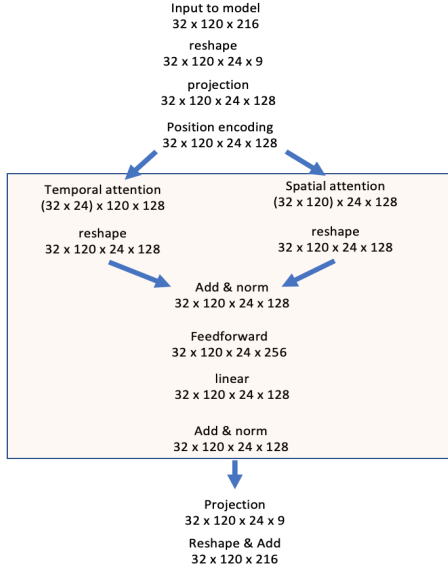 Input to model
32 x 120 x 216
reshape
32 x 120 x 24 x 9
projection
32 x 120 x 24 x 128
Position encoding
32 x 120 x 24 x 128
Temporal attention
(32 x 24) x 120 x 128
reshape
32 x 120 x 24 x 128
Spatial attention
(32 x 120) x 24 x 128
reshape
32 x 120 x 24 x 128
Add & norm
32 x 120 x 24 x 128
Feedforward
32 x 120 x 24 x 256
linear
32 x 120 x 24 x 128
Add & norm
32 x 120 x 24 x 128
Projection
32 x 120 x 24 x 9
Reshape & Add
32 x 120 x 216